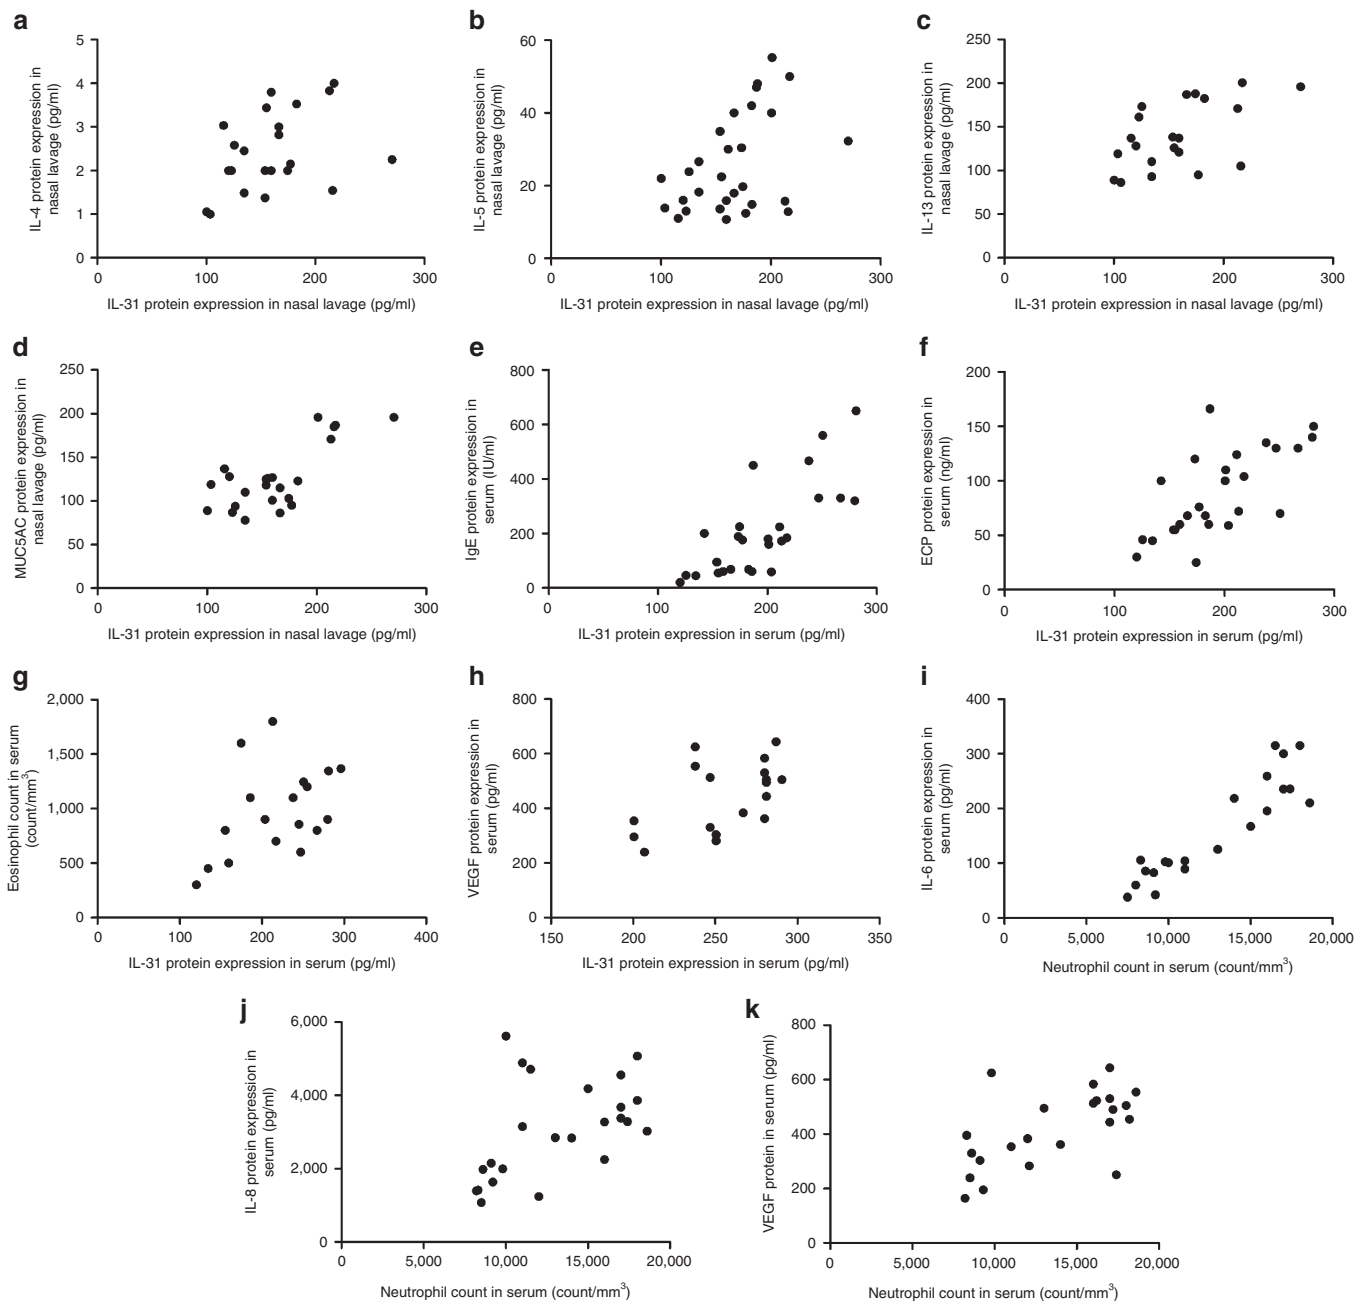 a
IL-4 protein expression in
nasal lavage (pg/ml)
5
4
3
2
1
0
0
100
200
300
IL-31 protein expression in nasal lavage (pg/ml)
b
IL-5 protein expression in
nasal lavage (pg/ml)
60
40
20
0
0
100
200
300
IL-31 protein expression in nasal lavage (pg/ml)
c
IL-13 protein expression in
nasal lavage (pg/ml)
250
200
150
100
50
0
0
100
200
300
IL-31 protein expression in nasal lavage (pg/ml)
d
MUC5AC protein expression in
nasal lavage (pg/ml)
250
200
150
100
50
0
0
100
200
300
IL-31 protein expression in nasal lavage (pg/ml)
e
IgE protein expression in
serum (IU/ml)
800
600
400
200
0
0
100
200
300
IL-31 protein expression in serum (pg/ml)
f
ECP protein expression in
serum (ng/ml)
200
150
100
50
0
0
100
200
300
IL-31 protein expression in serum (pg/ml)
g
Eosinophil count in serum
(count/mm³)
2,000
1,500
1,000
500
0
0
100
200
300
400
IL-31 protein expression in serum (pg/ml)
h
VEGF protein expression in
serum (pg/ml)
800
600
400
200
0
150
200
250
300
350
IL-31 protein expression in serum (pg/ml)
i
IL-6 protein expression in
serum (pg/ml)
400
300
200
100
0
0
5,000
10,000
15,000
20,000
Neutrophil count in serum (count/mm³)
j
IL-8 protein expression in
serum (pg/ml)
6,000
4,000
2,000
0
0
5,000
10,000
15,000
20,000
Neutrophil count in serum (count/mm³)
k
VEGF protein in serum (pg/ml)
800
600
400
200
0
0
5,000
10,000
15,000
20,000
Neutrophil count in serum (count/mm³)